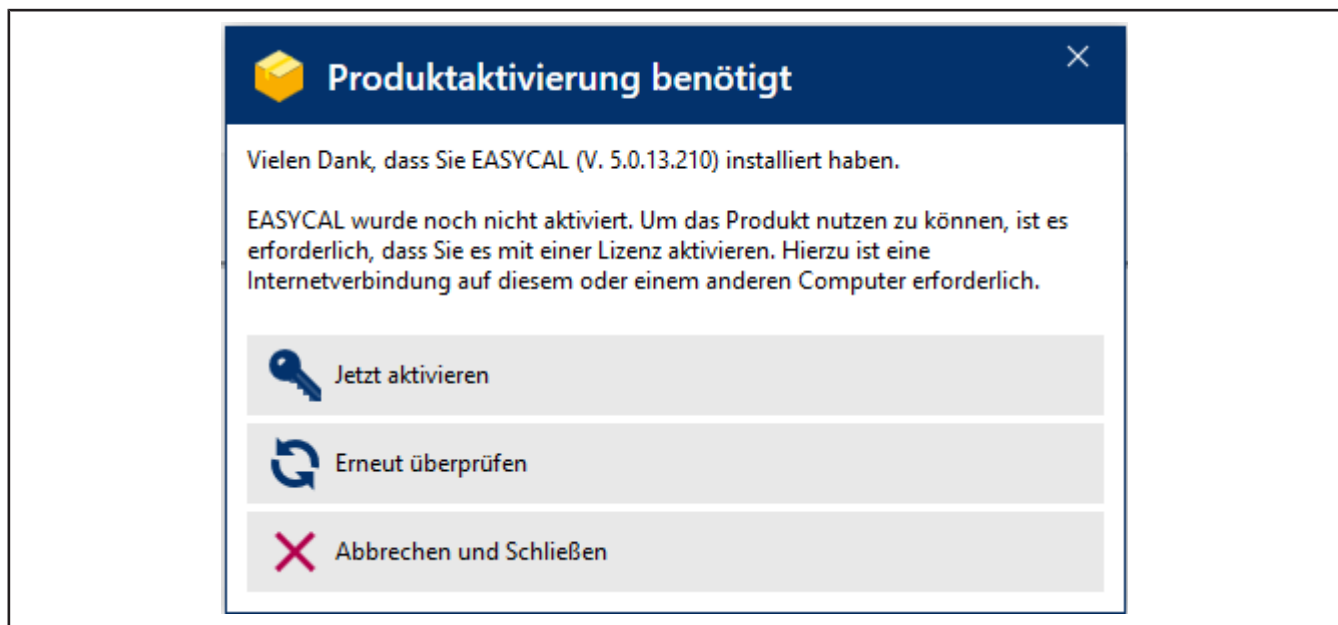 Produktaktivierung benötigt
Vielen Dank, dass Sie EASYCAL (V. 5.0.13.210) installiert haben.
EASYCAL wurde noch nicht aktiviert. Um das Produkt nutzen zu können, ist es
erforderlich, dass Sie es mit einer Lizenz aktivieren. Hierzu ist eine
Internetverbindung auf diesem oder einem anderen Computer erforderlich.
Jetzt aktivieren
Erneut überprüfen
Abbrechen und Schließen